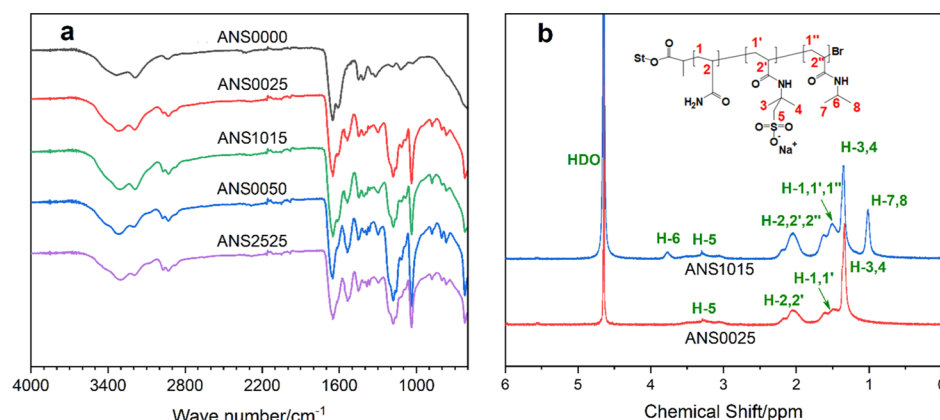 a
ANS0000
ANS0025
ANS1015
ANS0050
ANS2525
4000 3400 2800 2200 1600 1000
Wave number/cm-1
b
1 1' 1''
St O O Br
2 2' 2''
H2N O O NH O NH
3 4 5 6 7 8
O S O
O- Na+
HDO
H-3,4
H-1,1',1''
H-7,8
H-2,2',2''
H-6
H-5
ANS1015
H-3,4
H-1,1'
H-2,2'
H-5
ANS0025
6 5 4 3 2 1 0
Chemical Shift/ppm